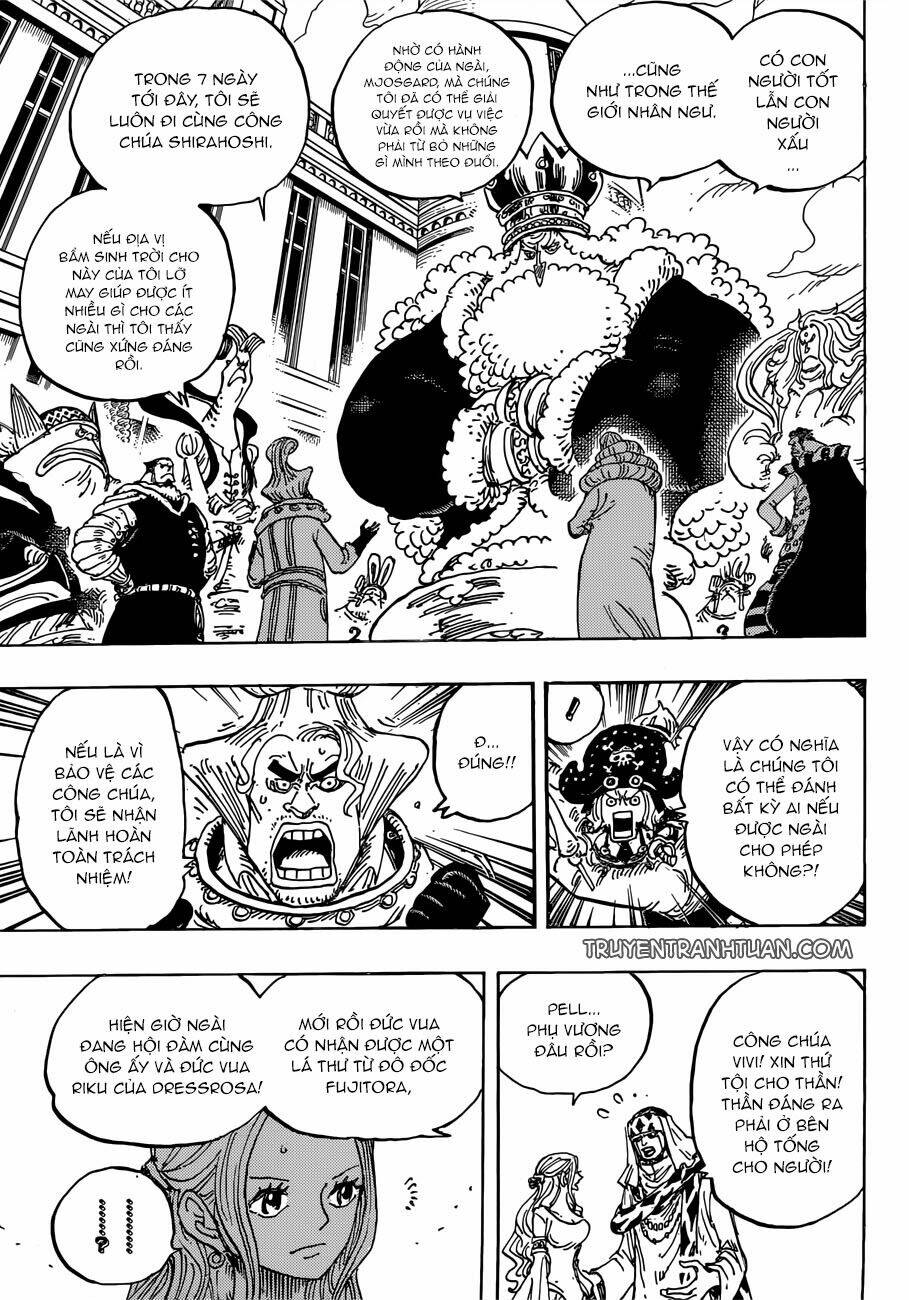 CÓ CON
NGƯỜI TỐT
LẪN CON
NGƯỜI
XẤU
...
...CŨNG
NHƯ TRONG THẾ
GIỚI NHÂN NGƯ.
NHỜ CÓ HÀNH
ĐỘNG CỦA NGÀI,
MJOSGARD, MÀ CHÚNG
TÔI ĐÃ CÓ THỂ GIẢI
QUYẾT ĐƯỢC VỤ VIỆC
VỪA RỒI MÀ KHÔNG
PHẢI TỪ BỎ NHỮNG
GÌ MÌNH THEO ĐUỔI.
TRONG 7 NGÀY
TỚI ĐÂY, TÔI SẼ
LUÔN ĐI CÙNG CÔNG
CHÚA SHIRAHOSHI.
NẾU ĐỊA VỊ
BẨM SINH TRỜI CHO
NÀY CỦA TÔI LỠ
MAY GIÚP ĐƯỢC ÍT
NHIỀU GÌ CHO CÁC
NGÀI THÌ TÔI THẤY
CŨNG XỨNG ĐÁNG
RỒI.
?
?
VẬY CÓ NGHĨA
LÀ CHÚNG TÔI
CÓ THỂ ĐÁNH
BẤT KỲ AI NẾU
ĐƯỢC NGÀI
CHO PHÉP
KHÔNG?!
!
Đ...
ĐÚNG!!
NẾU LÀ VÌ
BẢO VỆ CÁC
CÔNG CHÚA,
TÔI SẼ NHẬN
LÃNH HOÀN
TOÀN TRÁCH
NHIỆM!
TRUYENTRANHTUAN.COM
CÔNG CHÚA
VIVI! XIN THỨ
TỘI CHO THẦN!
THẦN ĐÁNG RA
PHẢI Ở BÊN
HỘ TỐNG
CHO NGƯỜI!
PELL...
PHỤ VƯƠNG
ĐÂU RỒI?
MỚI RỒI ĐỨC VUA
CÓ NHẬN ĐƯỢC MỘT
LÁ THƯ TỪ ĐÔ ĐỐC
FUJITORA,
HIỆN GIỜ NGÀI
ĐANG HỘI ĐÀM CÙNG
ÔNG ẤY VÀ ĐỨC VUA
RIKU CỦA DRESSROSA!